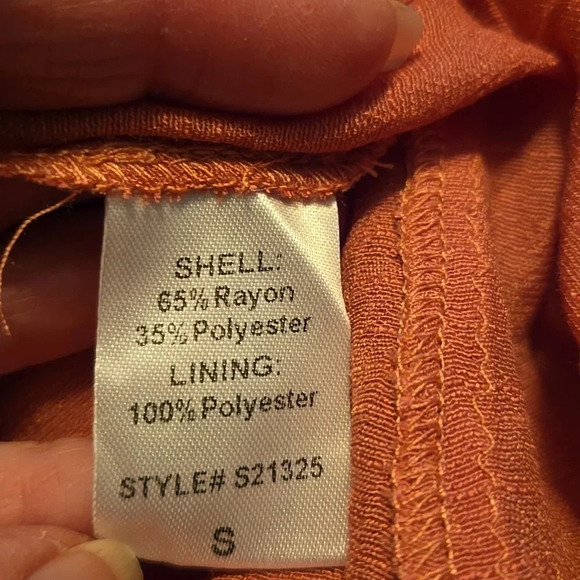 SHELL:
65% Rayon
35% Polyester
LINING:
100% Polyester
STYLE# S21325
S